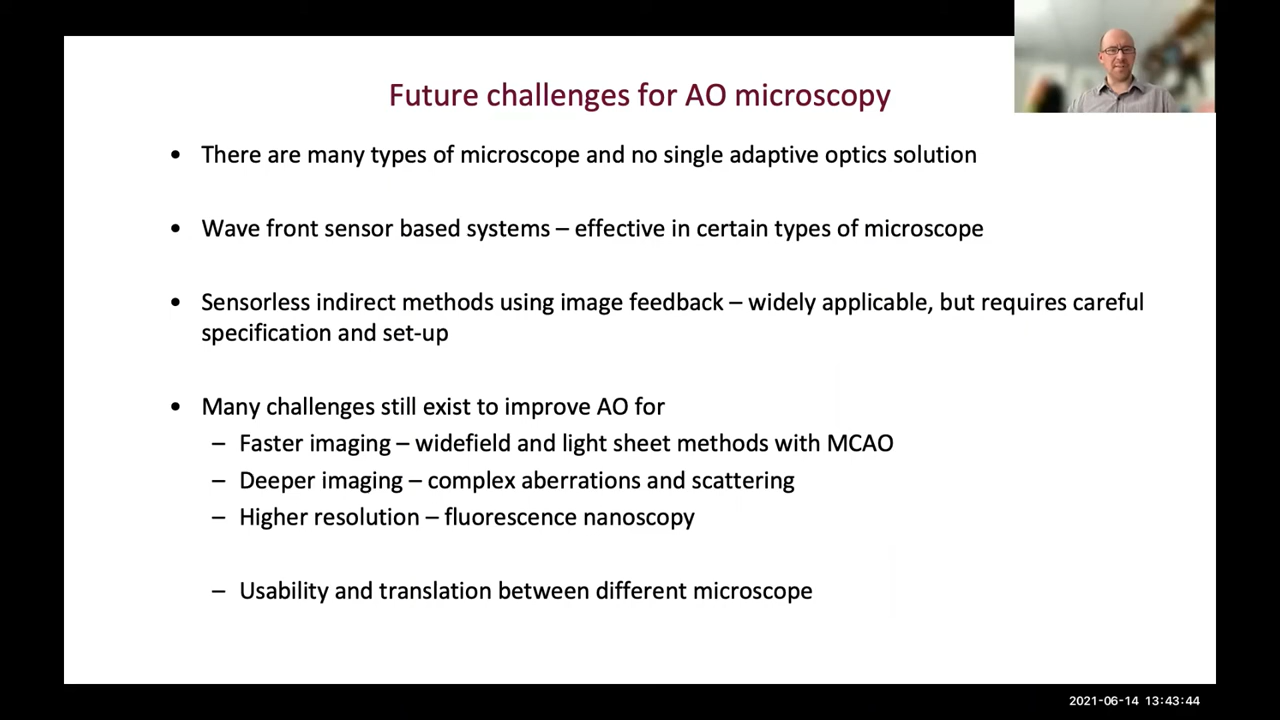 Future challenges for AO microscopy
• There are many types of microscope and no single adaptive optics solution
• Wave front sensor based systems – effective in certain types of microscope
• Sensorless indirect methods using image feedback – widely applicable, but requires careful
specification and set-up
• Many challenges still exist to improve AO for
– Faster imaging – widefield and light sheet methods with MCAO
– Deeper imaging – complex aberrations and scattering
– Higher resolution – fluorescence nanoscopy
– Usability and translation between different microscope
2021-06-14 13:43:44